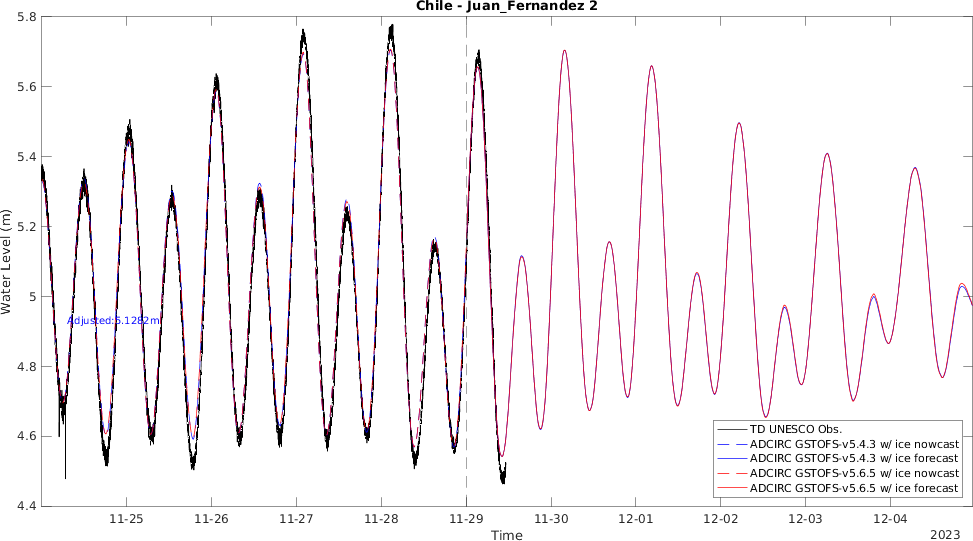 Chile - Juan_Fernandez 2
Water Level (m)
5.8
5.6
5.4
5.2
5
4.8
4.6
4.4
Adjusted:5.1282m
TD UNESCO Obs.
ADCIRC GSTOFS-v5.4.3 w/ ice nowcast
ADCIRC GSTOFS-v5.4.3 w/ ice forecast
ADCIRC GSTOFS-v5.6.5 w/ ice nowcast
ADCIRC GSTOFS-v5.6.5 w/ ice forecast
11-25 11-26 11-27 11-28 11-29 11-30 12-01 12-02 12-03 12-04
Time
2023